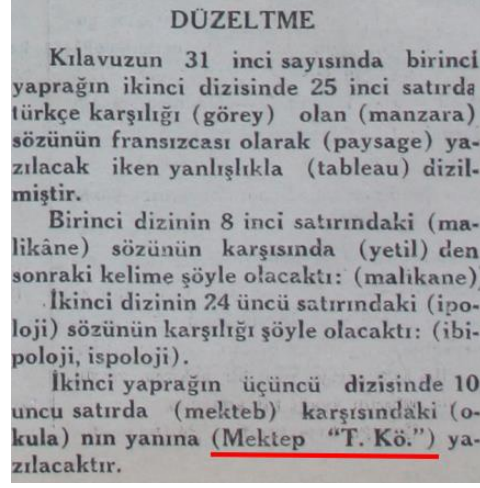 DÜZELTME
Kılavuzun 31 inci sayısında birinci
yaprağın ikinci dizisinde 25 inci satırda
türkçe karşılığı (görey) olan (manzara)
sözünün fransızcası olarak (paysage) ya-
zılacak iken yanlışlıkla (tableau) dizil-
miştir.
Birinci dizinin 8 inci satırındaki (ma-
likâne) sözünün karşısında (yetil) den
sonraki kelime şöyle olacaktı: (malikane)
İkinci dizinin 24 üncü satırındaki (ipo-
loji) sözünün karşılığı şöyle olacaktı: (ibi-
poloji, ispoloji).
İkinci yaprağın üçüncü dizisinde 10
uncu satırda (mekteb) karşısındaki (o-
kula) nın yanına (Mektep "T. Kö.") ya-
zılacaktır.